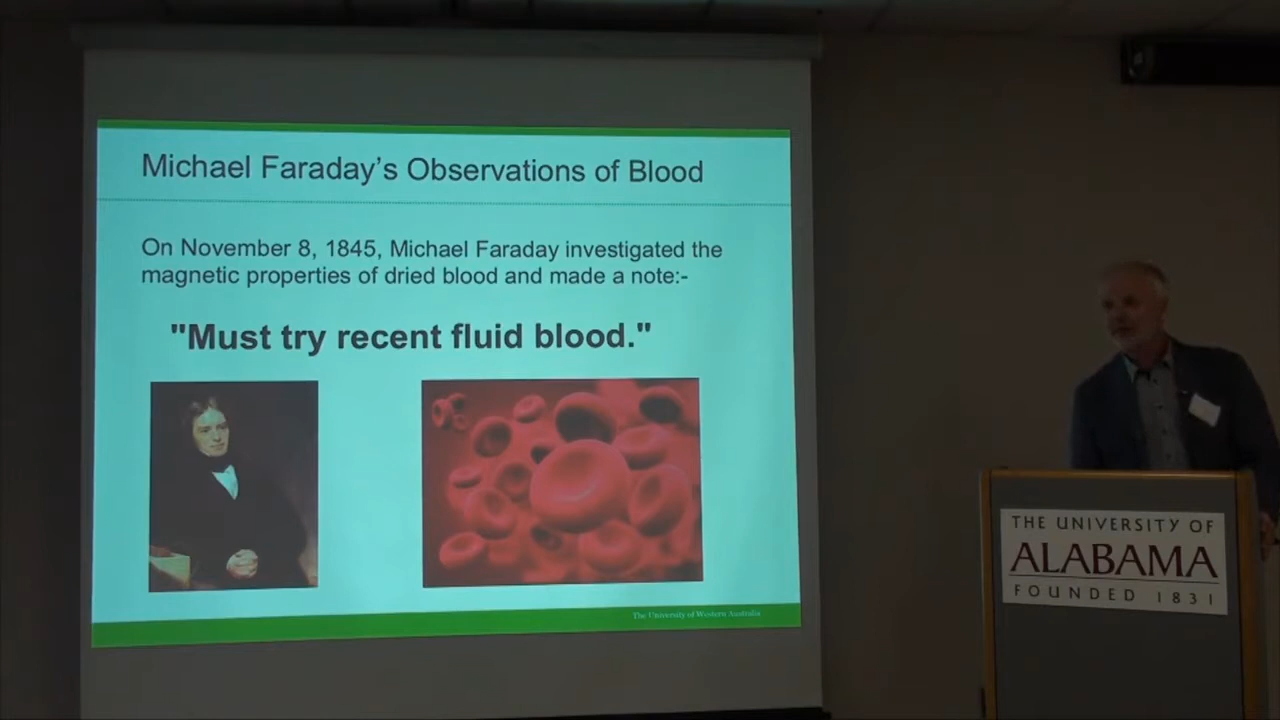 Michael Faraday's Observations of Blood
On November 8, 1845, Michael Faraday investigated the
magnetic properties of dried blood and made a note:-
"Must try recent fluid blood."
The University of Western Australia
THE UNIVERSITY OF
ALABAMA
FOUNDED 1831